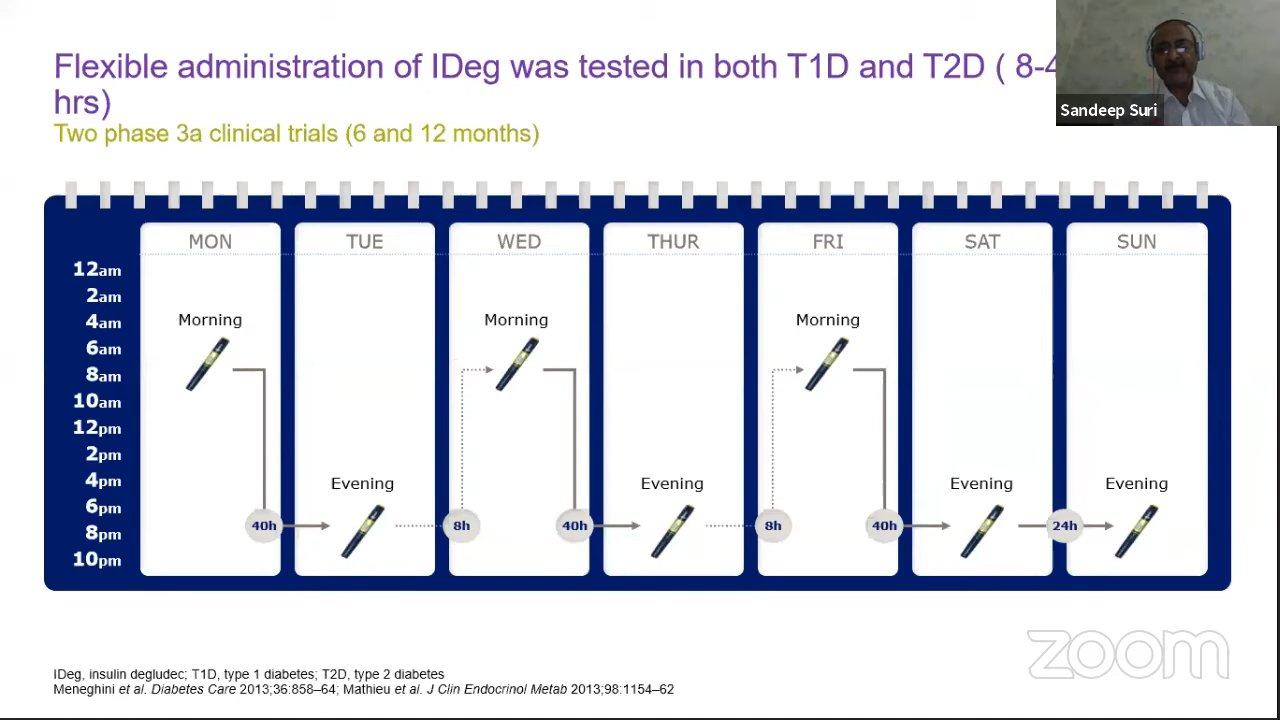 Flexible administration of IDeg was tested in both T1D and T2D ( 8-4
hrs)
Two phase 3a clinical trials (6 and 12 months)
Sandeep Suri
MON TUE WED THUR FRI SAT SUN
12am
2am
4am
6am
8am
10am
12pm
2pm
4pm
6pm
8pm
10pm
Morning Morning Morning
Evening Evening Evening Evening
40h 8h 40h 8h 40h 24h
zoom
IDeg, insulin degludec; T1D, type 1 diabetes; T2D, type 2 diabetes
Meneghini et al. Diabetes Care 2013;36:858–64; Mathieu et al. J Clin Endocrinol Metab 2013;98:1154–62